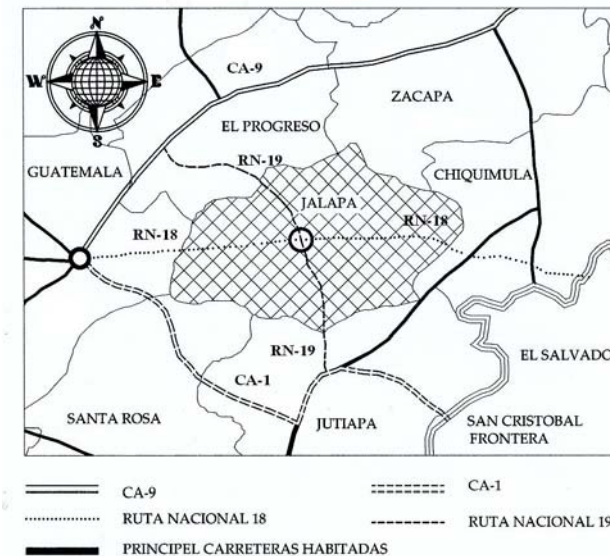 N
W E
S
CA-9
ZACAPA
EL PROGRESO
RN-19
GUATEMALA
CHIQUIMULA
JALAPA
RN-18
RN-18
RN-19
EL SALVADO
CA-1
SANTA ROSA
JUTIAPA
SAN CRISTOBAL
FRONTERA
CA-9
CA-1
RUTA NACIONAL 18
RUTA NACIONAL 19
PRINCIPEL CARRETERAS HABITADAS